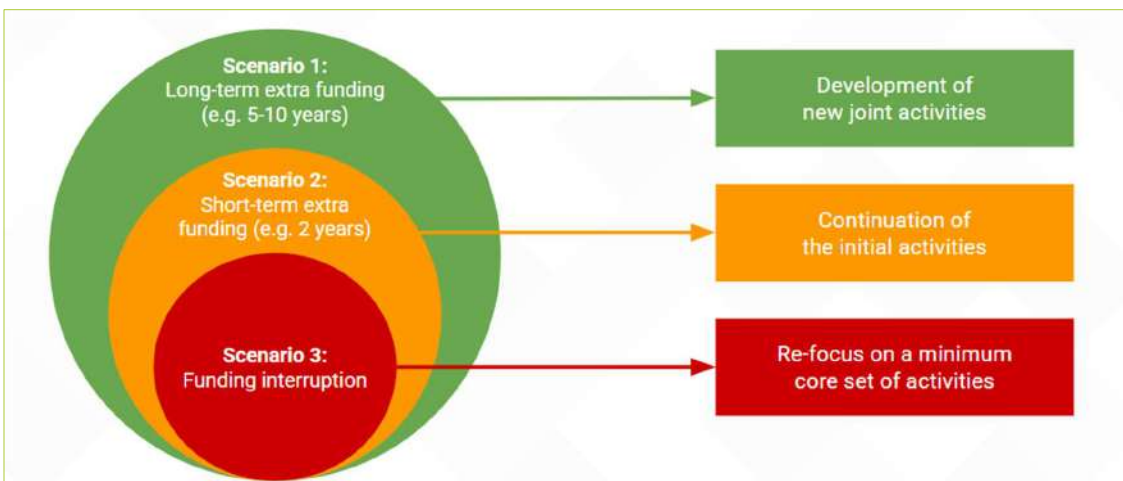 Scenario 1:
Long-term extra funding
(e.g. 5-10 years)
Development of
new joint activities
Scenario 2:
Short-term extra
funding (e.g. 2 years)
Continuation of
the initial activities
Scenario 3:
Funding interruption
Re-focus on a minimum
core set of activities